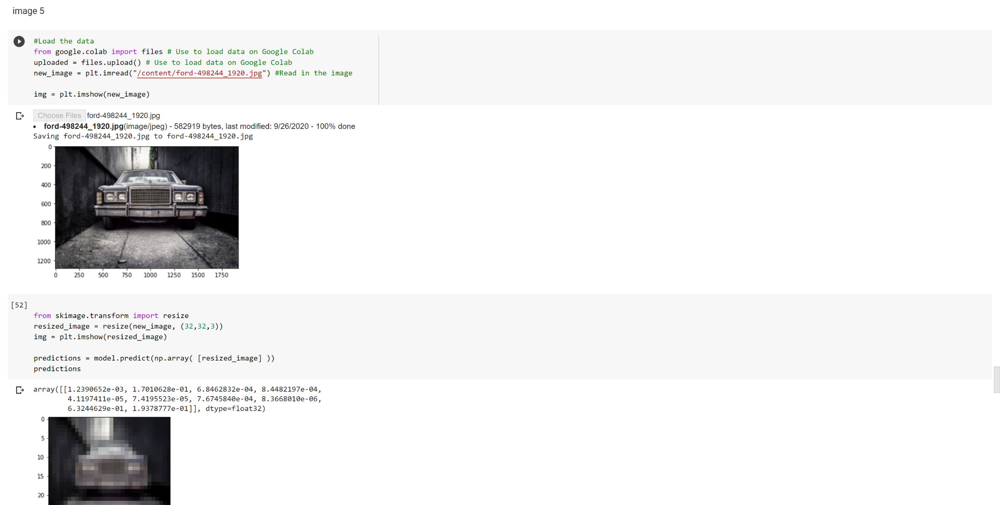 image 5
#Load the data
from google.colab import files # Use to load data on Google Colab
uploaded = files.upload() # Use to load data on Google Colab
new_image = plt.imread("/content/ford-498244_1920.jpg") #Read in the image
img = plt.imshow(new_image)
Choose Files ford-498244_1920.jpg
• ford-498244_1920.jpg(image/jpeg) - 582919 bytes, last modified: 9/26/2020 - 100% done
Saving ford-498244_1920.jpg to ford-498244_1920.jpg
0
200
400
600
800
1000
1200
0 250 500 750 1000 1250 1500 1750
[52]
from skimage.transform import resize
resized_image = resize(new_image, (32,32,3))
img = plt.imshow(resized_image)
predictions = model.predict(np.array( [resized_image] ))
predictions
array([[1.2390652e-03, 1.7010628e-01, 6.8462832e-04, 8.4482197e-04,
4.1197411e-05, 7.4195523e-05, 7.6745840e-04, 8.3668010e-06,
6.3244629e-01, 1.9378777e-01]], dtype=float32)
0
5
10
15
20